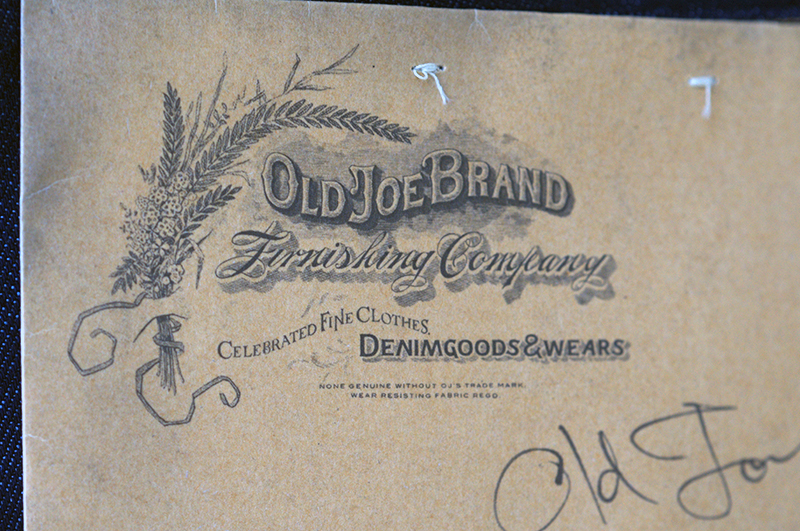 OLD JOE BRAND
Furnishing Company
CELEBRATED FINE CLOTHES.
DENIMGOODS & WEARS
NONE GENUINE WITHOUT OJ'S TRADE MARK.
WEAR RESISTING FABRIC REGD.
Old Jo